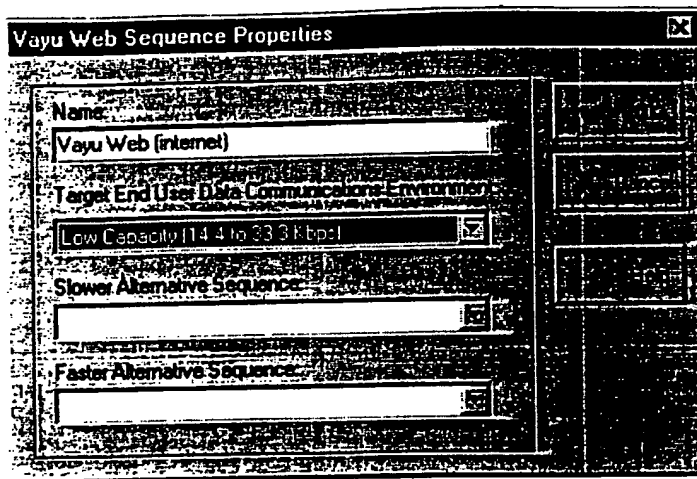 Vayu Web Sequence Properties
Name:
Vayu Web (internet)
Target End User Data Communications Environment:
Low Capacity (14.4 to 33.3 Kbps)
Slower Alternative Sequence:
Faster Alternative Sequence: